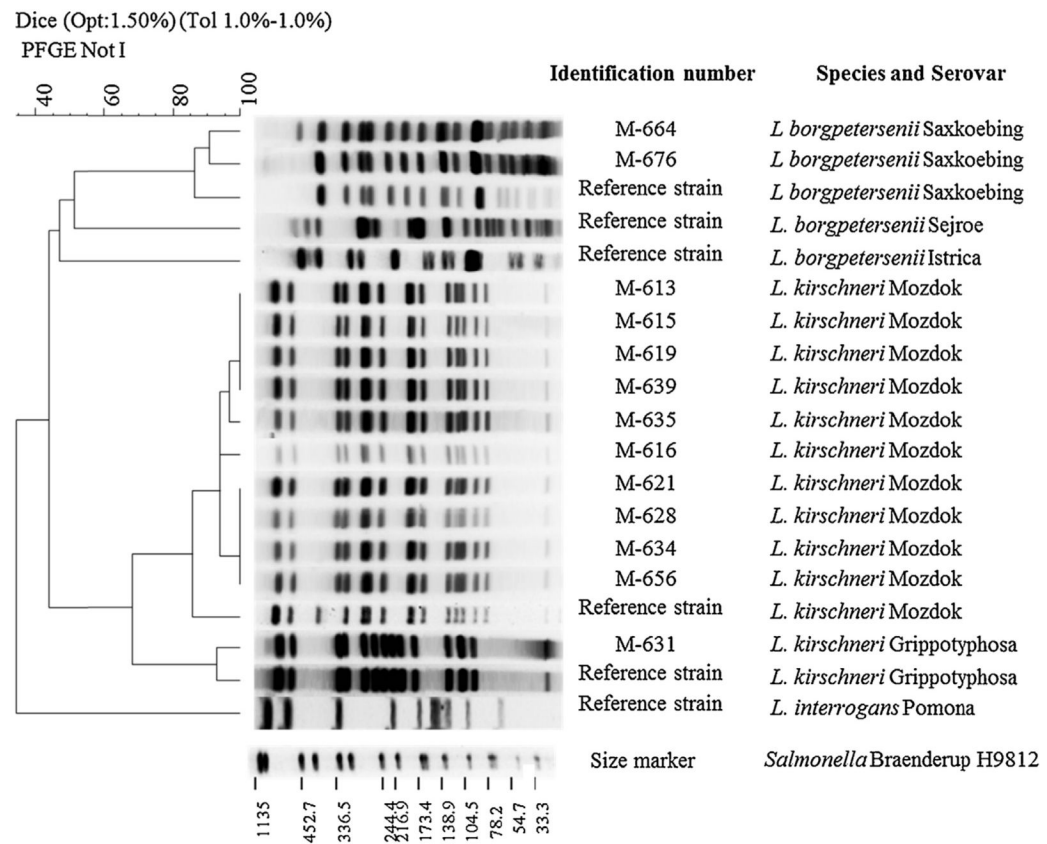 Dice (Opt:1.50%) (Tol 1.0%-1.0%)
PFGE Not I
40 60 80 100
Identification number Species and Serovar
M-664 L borgpetersenii Saxkoebing
M-676 L borgpetersenii Saxkoebing
Reference strain L borgpetersenii Saxkoebing
Reference strain L. borgpetersenii Sejroe
Reference strain L. borgpetersenii Istrica
M-613 L. kirschneri Mozdok
M-615 L. kirschneri Mozdok
M-619 L. kirschneri Mozdok
M-639 L. kirschneri Mozdok
M-635 L. kirschneri Mozdok
M-616 L. kirschneri Mozdok
M-621 L. kirschneri Mozdok
M-628 L. kirschneri Mozdok
M-634 L. kirschneri Mozdok
M-656 L. kirschneri Mozdok
Reference strain L. kirschneri Mozdok
M-631 L. kirschneri Grippotyphosa
Reference strain L. kirschneri Grippotyphosa
Reference strain L. interrogans Pomona
Size marker Salmonella Braenderup H9812
1135 452.7 336.5 244.4 216.9 173.4 138.9 104.5 78.2 54.7 33.3